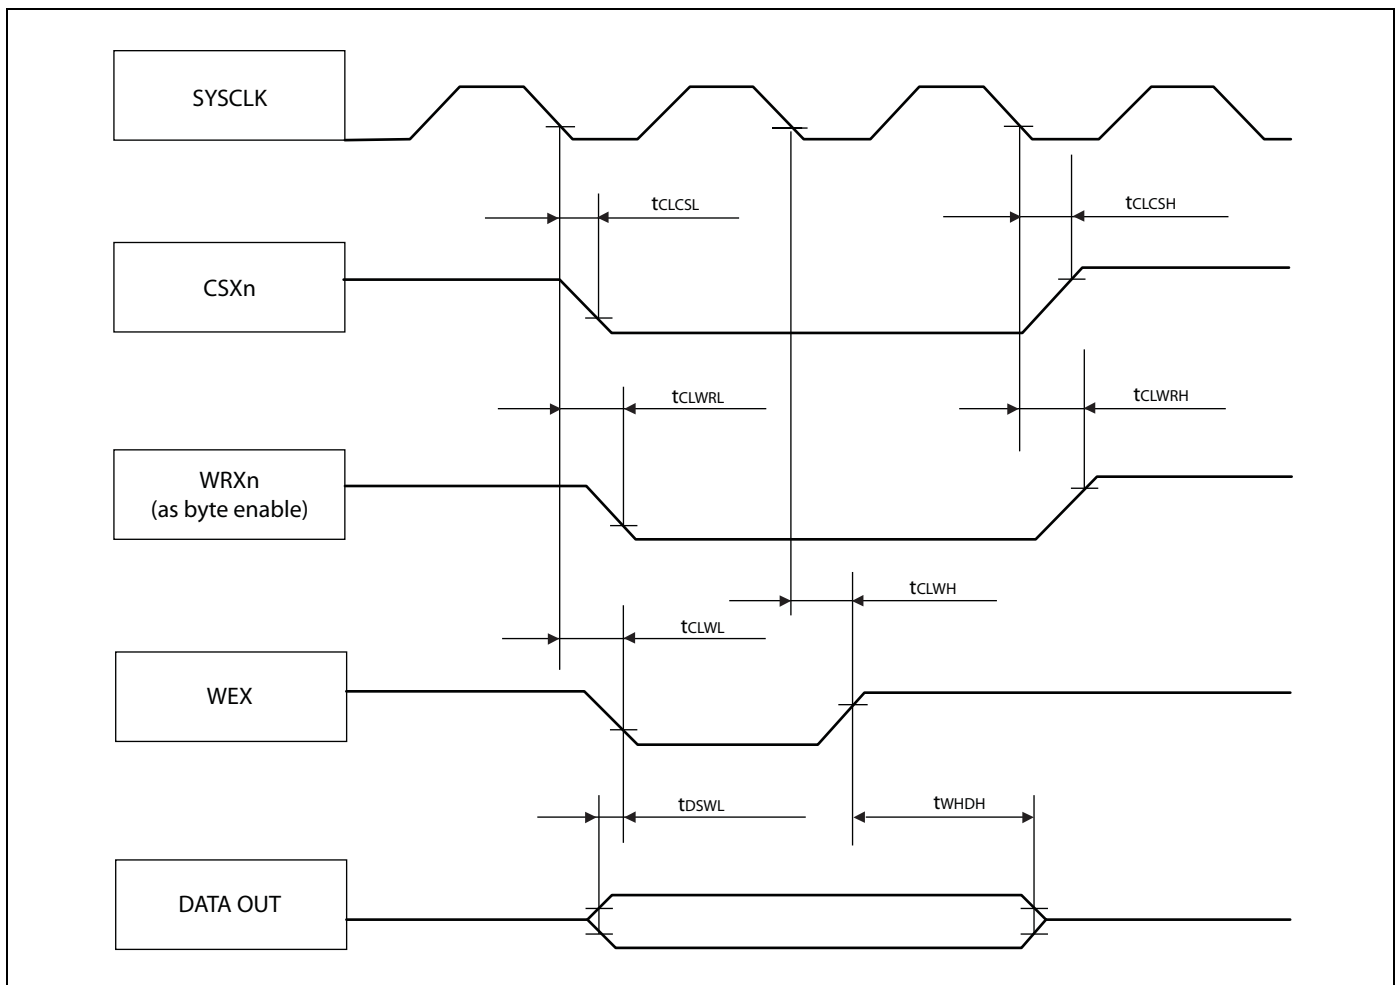 SYSCLK
tCLCSL
tCLCSH
CSXn
tCLWRL
tCLWRH
WRXn
(as byte enable)
tCLWH
tCLWL
WEX
tDSWL
tWHDH
DATA OUT